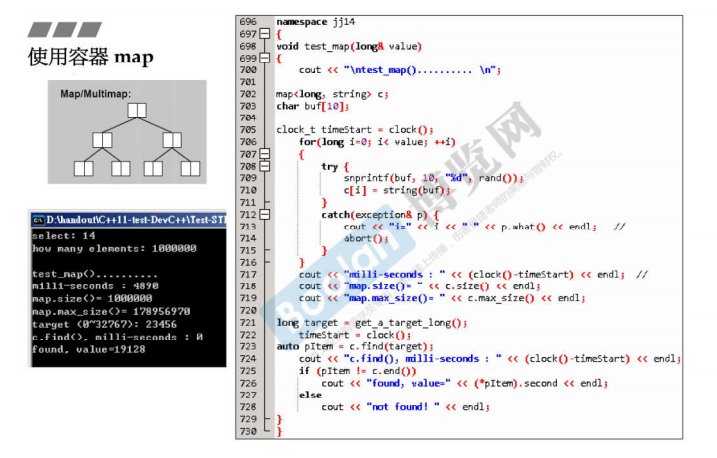 使用容器 map
Map/Multimap:
D:\handout\C++11-test-DevC++\Test-ST
select: 14
how many elements: 1000000
test_map()..........
milli-seconds : 4890
map.size()= 1000000
map.max_size()= 178956970
target (0~32767): 23456
c.find(), milli-seconds : 0
found, value=19128
696 namespace jj14
697 {
698 void test_map(long& value)
699 {
700 cout << "\ntest_map().......... \n";
701
702 map<long, string> c;
703 char buf[10];
704
705 clock_t timeStart = clock();
706 for(long i=0; i< value; ++i)
707 {
708 try {
709 snprintf(buf, 10, "%d", rand());
710 c[i] = string(buf);
711 }
712 catch(exception& p) {
713 cout << "i=" << i << " " << p.what() << endl; //
714 abort();
715 }
716 }
717 cout << "milli-seconds : " << (clock()-timeStart) << endl; //
718 cout << "map.size()= " << c.size() << endl;
719 cout << "map.max_size()= " << c.max_size() << endl;
720
721 long target = get_a_target_long();
722 timeStart = clock();
723 auto pItem = c.find(target);
724 cout << "c.find(), milli-seconds : " << (clock()-timeStart) << endl;
725 if (pItem != c.end())
726 cout << "found, value=" << (*pItem).second << endl;
727 else
728 cout << "not found! " << endl;
729 }
730 }
Boolan 博览网